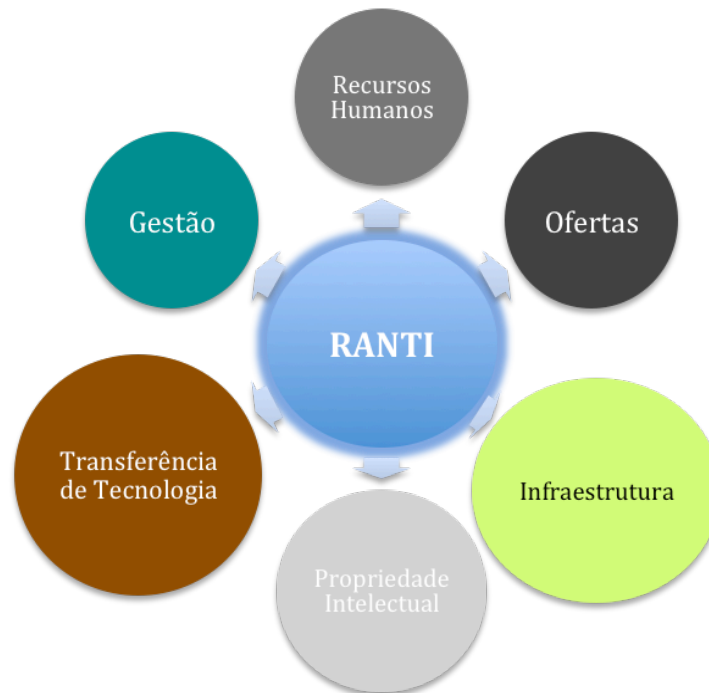 Recursos
Humanos
Gestão
Ofertas
RANTI
Transferência
de Tecnologia
Infraestrutura
Propriedade
Intelectual